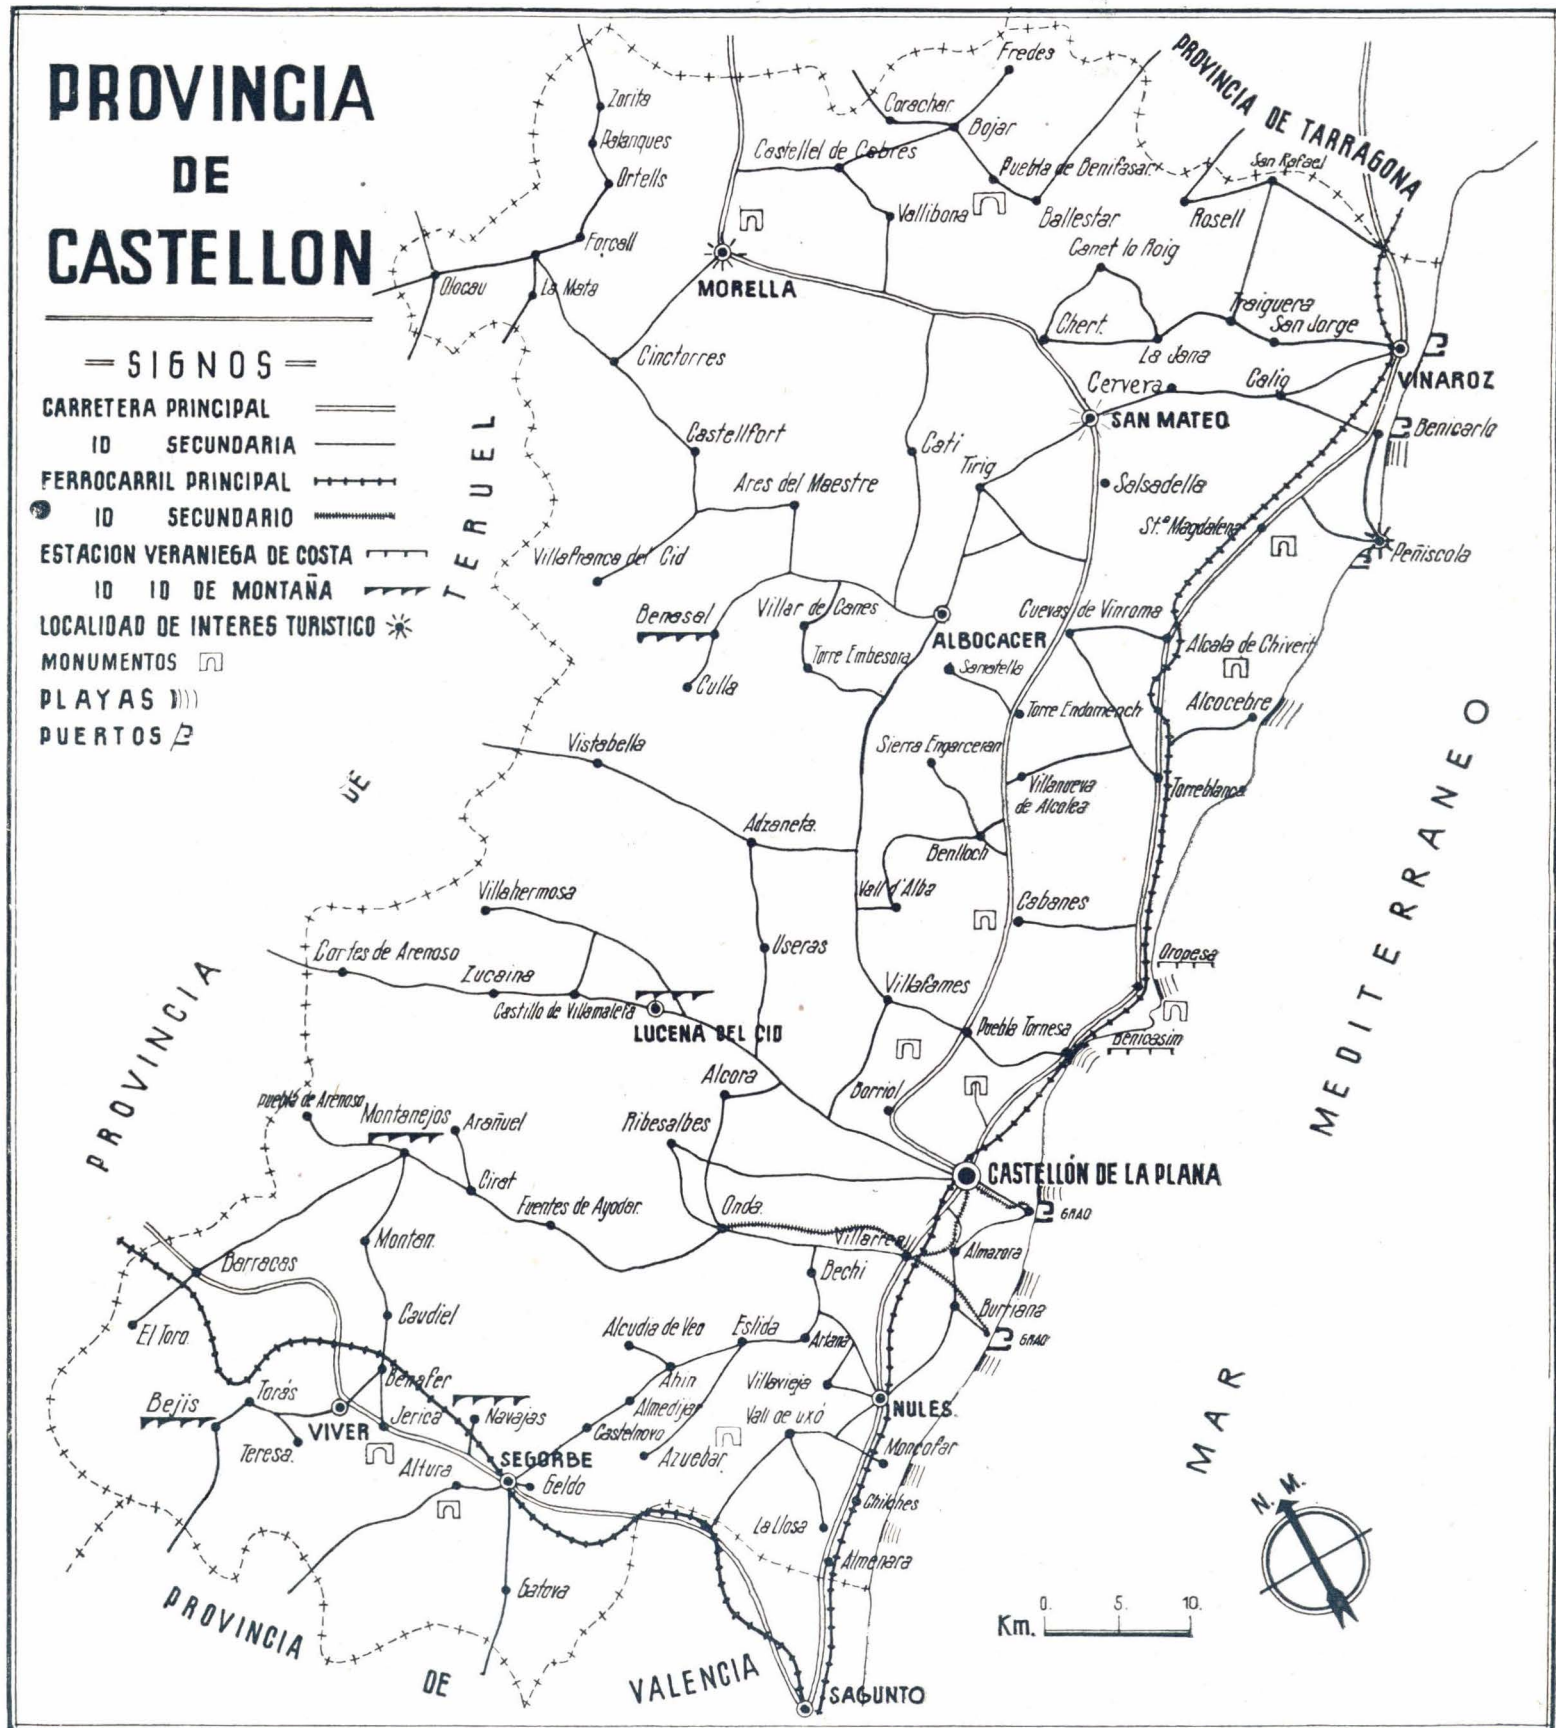 PROVINCIA
DE
CASTELLON
SIGNOS
CARRETERA PRINCIPAL
ID SECUNDARIA
FERROCARRIL PRINCIPAL
ID SECUNDARIO
ESTACION VERANIEGA DE COSTA
ID ID DE MONTAÑA
LOCALIDAD DE INTERES TURISTICO
MONUMENTOS
PLAYAS
PUERTOS
PROVINCIA DE TARRAGONA
PROVINCIA DE TERUEL
PROVINCIA DE VALENCIA
MAR MEDITERRANEO
Fredes
Zorita
Corachar
Bojar
Palanques
Castellel de Cabres
San Rafael
Puebla de Benifasar
Ortells
Vallibona
Ballestar
Rosell
Forcall
Canet lo Roig
Olocau
La Mata
MORELLA
Traiguera
Chert.
San Jorge
La Jana
Cinctorres
VINAROZ
Cervera
Calig
SAN MATEO
Benicarlo
Castellfort
Cati
Tirig
Ares del Maestre
Salsadella
St.ª Magdalena
Villafranca del Cid
Peñiscola
Benasal
Villar de Canes
Cuevas de Vinroma
ALBOCACER
Alcala de Chivert
Torre Embesora
Sarratella
Culla
Alcocebre
Torre Endomench
Vistabella
Sierra Engarceran
Villanueva
de Alcolea
Torreblanca
Adzaneta.
Benlloch
Villahermosa
Vall d'Alba
Cabanes
Useras
Cortes de Arenoso
Oropesa
Zucaina
Villafames
Castillo de Villamalefa
LUCENA DEL CID
Puebla Tornesa
Benicasim
Alcora
Borriol
Puebla de Arenoso
Montanejos
Arañuel
Ribesalbes
CASTELLÓN DE LA PLANA
Cirat
Fuentes de Ayodar.
Onda.
GRAO
Villarreal
Almazora
Montan.
Barracas
Bechi
Caudiel
Burriana
El Toro.
Alcudia de Veo
Eslida
Artana
GRAO
Benafer
Ahin
Villavieja
Torás
Bejis
Navajas
Almedijar
NULES.
Jerica
Castelnovo
Vall de uxó
VIVER
Teresa.
Azuebar
Moncofar
SEGORBE
Altura
Geldo
Chilches
La Llosa
Almenara
Gatova
N. M.
0. 5. 10.
Km.
SAGUNTO